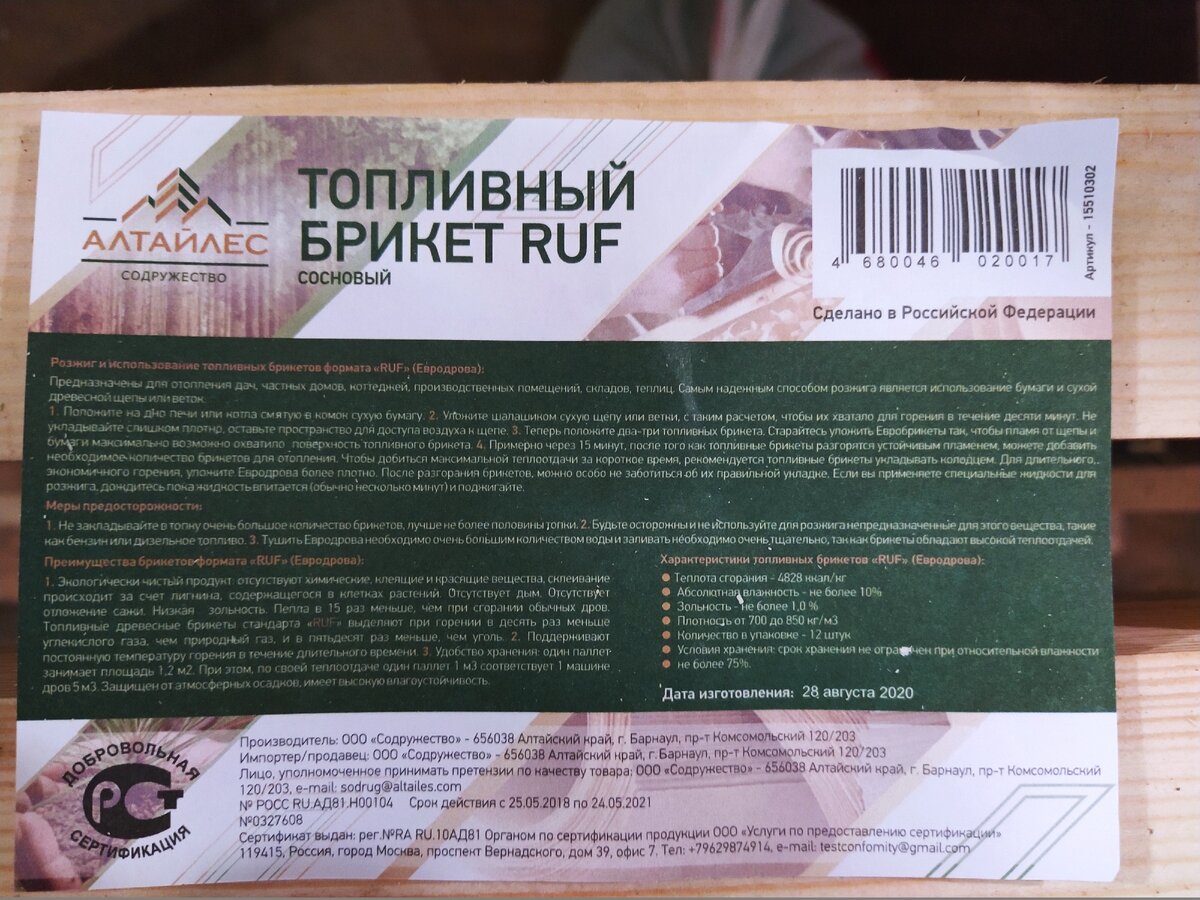 АЛТАЙЛЕС
СОДРУЖЕСТВО
ТОПЛИВНЫЙ
БРИКЕТ RUF
СОСНОВЫЙ
4 680046 020017
Артикул - 15510302
Сделано в Российской Федерации
Розжиг и использование топливных брикетов формата «RUF» (Евродрова):
Предназначены для отопления дач, частных домов, коттеджей, производственных помещений, складов, теплиц. Самым надежным способом розжига является использование бумаги и сухой
древесной щепы или веток.
1. Положите на дно печи или котла смятую в комок сухую бумагу. 2. Уложите шалашиком сухую щепу или ветки, с таким расчетом, чтобы их хватало для горения в течение десяти минут. Не
укладывайте слишком плотно, оставьте пространство для доступа воздуха к щепе. 3. Теперь положите два-три топливных брикета. Старайтесь уложить Евробрикеты так, чтобы пламя от щепы и
бумаги максимально возможно охватило поверхность топливного брикета. 4. Примерно через 15 минут, после того как топливные брикеты разгорятся устойчивым пламенем, можете добавить
необходимое количество брикетов для отопления. Чтобы добиться максимальной теплоотдачи за короткое время, рекомендуется топливные брикеты укладывать колодцем. Для длительного,
экономичного горения, уложите Евродрова более плотно. После разгорания брикетов, можно особо не заботиться об их правильной укладке. Если вы применяете специальные жидкости для
розжига, дождитесь пока жидкость впитается (обычно несколько минут) и поджигайте.
Меры предосторожности:
1. Не закладывайте в топку очень большое количество брикетов, лучше не более половины топки. 2. Будьте осторожны и не используйте для розжига непредназначенные для этого вещества, такие
как бензин или дизельное топливо. 3. Тушить Евродрова необходимо очень большим количеством воды и заливать необходимо очень тщательно, так как брикеты обладают высокой теплоотдачей.
Преимущества брикетов формата «RUF» (Евродрова):
1. Экологически чистый продукт: отсутствуют химические, клеящие и красящие вещества, склеивание
происходит за счет лигнина, содержащегося в клетках растений. Отсутствует дым. Отсутствует
отложение сажи. Низкая зольность. Пепла в 15 раз меньше, чем при сгорании обычных дров.
Топливные древесные брикеты стандарта «RUF» выделяют при горении в десять раз меньше
углекислого газа, чем природный газ, и в пятьдесят раз меньше, чем уголь. 2. Поддерживают
постоянную температуру горения в течение длительного времени. 3. Удобство хранения: один паллет
занимает площадь 1,2 м2. При этом, по своей теплоотдаче один паллет 1 м3 соответствует 1 машине
дров 5 м3. Защищен от атмосферных осадков, имеет высокую влагоустойчивость.
Характеристики топливных брикетов «RUF» (Евродрова):
Теплота сгорания - 4828 ккал/кг
Абсолютная влажность - не более 10%
Зольность - не более 1,0 %
Плотность от 700 до 850 кг/м3
Количество в упаковке - 12 штук
Условия хранения: срок хранения не ограничен при относительной влажности
не более 75%.
Дата изготовления: 28 августа 2020
ДОБРОВОЛЬНАЯ
РСТ
СЕРТИФИКАЦИЯ
Производитель: ООО «Содружество» - 656038 Алтайский край, г. Барнаул, пр-т Комсомольский 120/203
Импортер/продавец: ООО «Содружество» - 656038 Алтайский край, г. Барнаул, пр-т Комсомольский 120/203
Лицо, уполномоченное принимать претензии по качеству товара: ООО «Содружество» - 656038 Алтайский край, г. Барнаул, пр-т Комсомольский
120/203, e-mail: sodrug@altailes.com
№ РОСС RU.АД81.Н00104 Срок действия с 25.05.2018 по 24.05.2021
№0327608
Сертификат выдан: рег.№RA RU.10АД81 Органом по сертификации продукции ООО «Услуги по предоставлению сертификации»
119415, Россия, город Москва, проспект Вернадского, дом 39, офис 7. Тел: +79629874914, e-mail: testconfomity@gmail.com